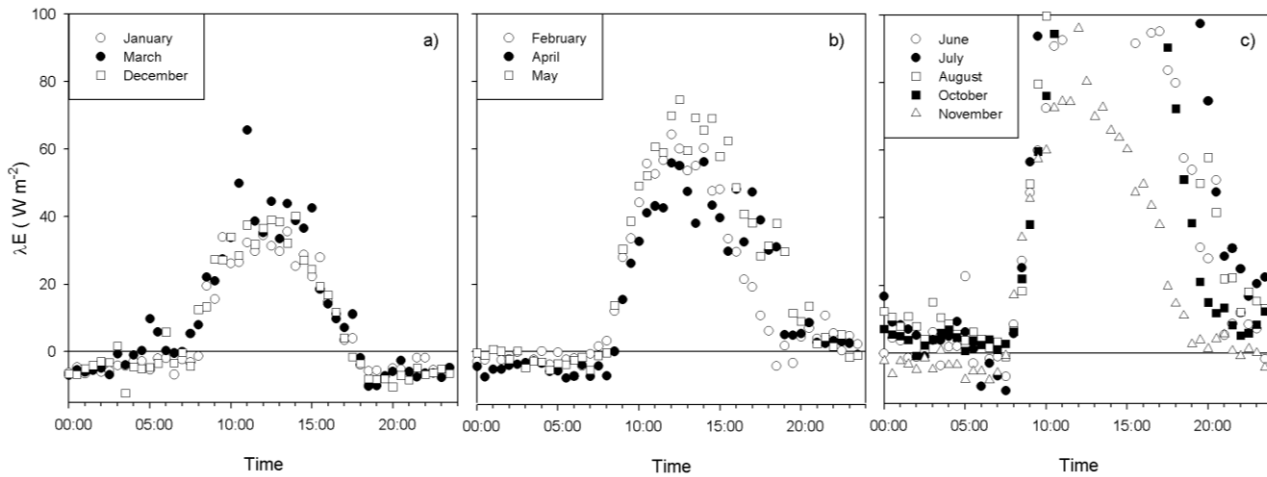 100
80
60
40
20
0
λE ( W m-2)
January
March
December
a)
00:00 05:00 10:00 15:00 20:00
Time
February
April
May
b)
00:00 05:00 10:00 15:00 20:00
Time
June
July
August
October
November
c)
00:00 05:00 10:00 15:00 20:00
Time